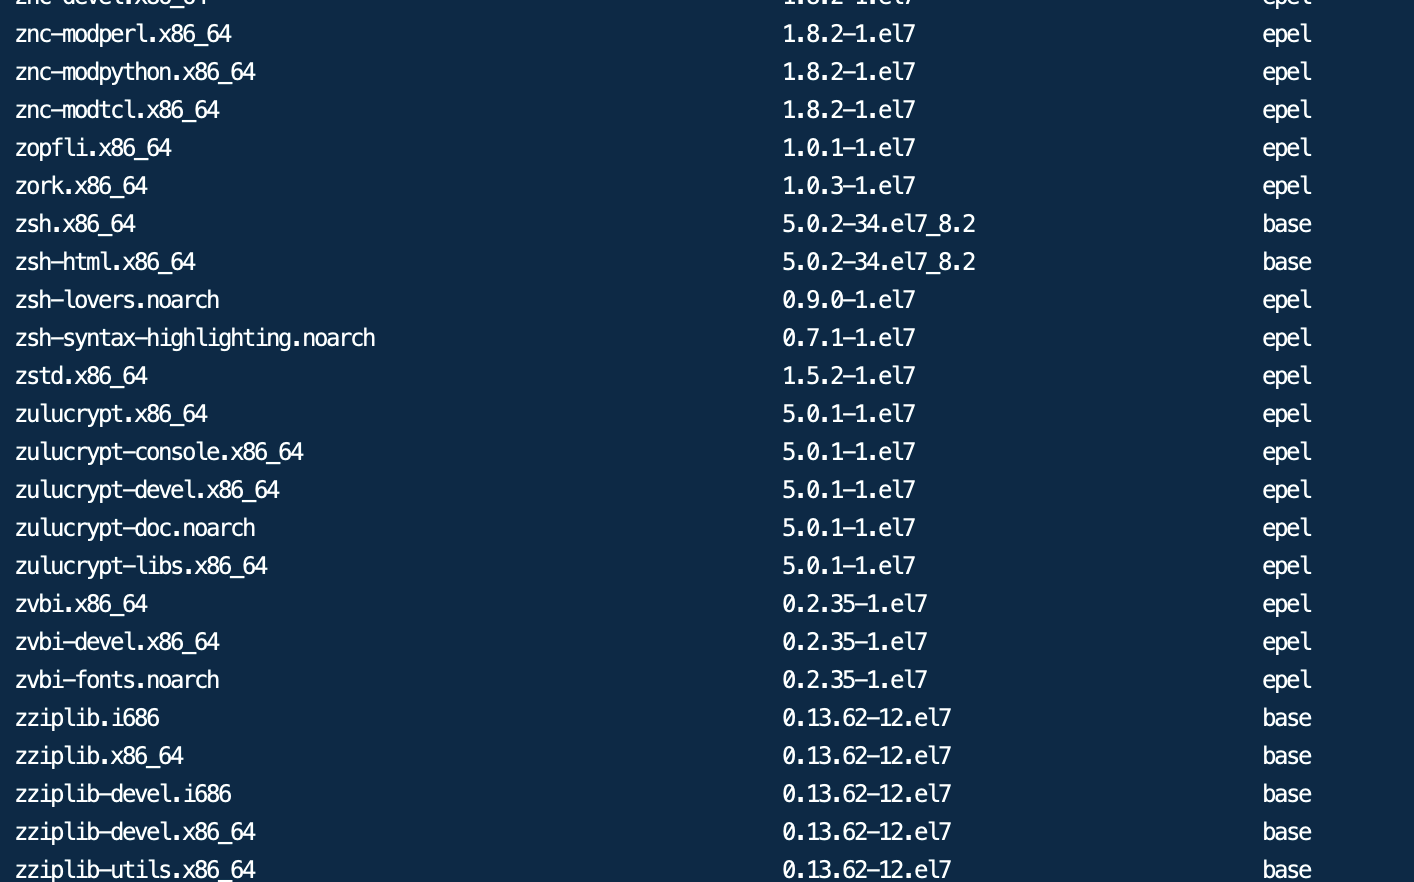 znc-devel.x86_64 1.8.2-1.el7 epel
znc-modperl.x86_64 1.8.2-1.el7 epel
znc-modpython.x86_64 1.8.2-1.el7 epel
znc-modtcl.x86_64 1.8.2-1.el7 epel
zopfli.x86_64 1.0.1-1.el7 epel
zork.x86_64 1.0.3-1.el7 epel
zsh.x86_64 5.0.2-34.el7_8.2 base
zsh-html.x86_64 5.0.2-34.el7_8.2 base
zsh-lovers.noarch 0.9.0-1.el7 epel
zsh-syntax-highlighting.noarch 0.7.1-1.el7 epel
zstd.x86_64 1.5.2-1.el7 epel
zulucrypt.x86_64 5.0.1-1.el7 epel
zulucrypt-console.x86_64 5.0.1-1.el7 epel
zulucrypt-devel.x86_64 5.0.1-1.el7 epel
zulucrypt-doc.noarch 5.0.1-1.el7 epel
zulucrypt-libs.x86_64 5.0.1-1.el7 epel
zvbi.x86_64 0.2.35-1.el7 epel
zvbi-devel.x86_64 0.2.35-1.el7 epel
zvbi-fonts.noarch 0.2.35-1.el7 epel
zziplib.i686 0.13.62-12.el7 base
zziplib.x86_64 0.13.62-12.el7 base
zziplib-devel.i686 0.13.62-12.el7 base
zziplib-devel.x86_64 0.13.62-12.el7 base
zziplib-utils.x86_64 0.13.62-12.el7 base